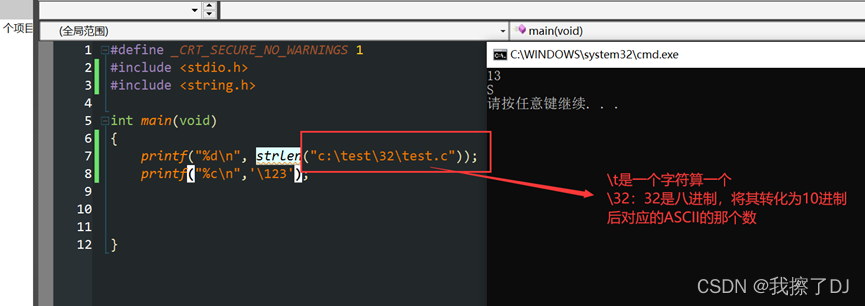 个项目
(全局范围)
main(void)
1 #define _CRT_SECURE_NO_WARNINGS 1
2 #include <stdio.h>
3 #include <string.h>
4
5 int main(void)
6 {
7 printf("%d\n", strlen("c:\test\32\test.c"));
8 printf("%c\n",'\123');
9
10
11
12 }
C:\WINDOWS\system32\cmd.exe
13
S
请按任意键继续. . .
\t是一个字符算一个
\32：32是八进制，将其转化为10进制
后对应的ASCII的那个数
CSDN @我擦了DJ